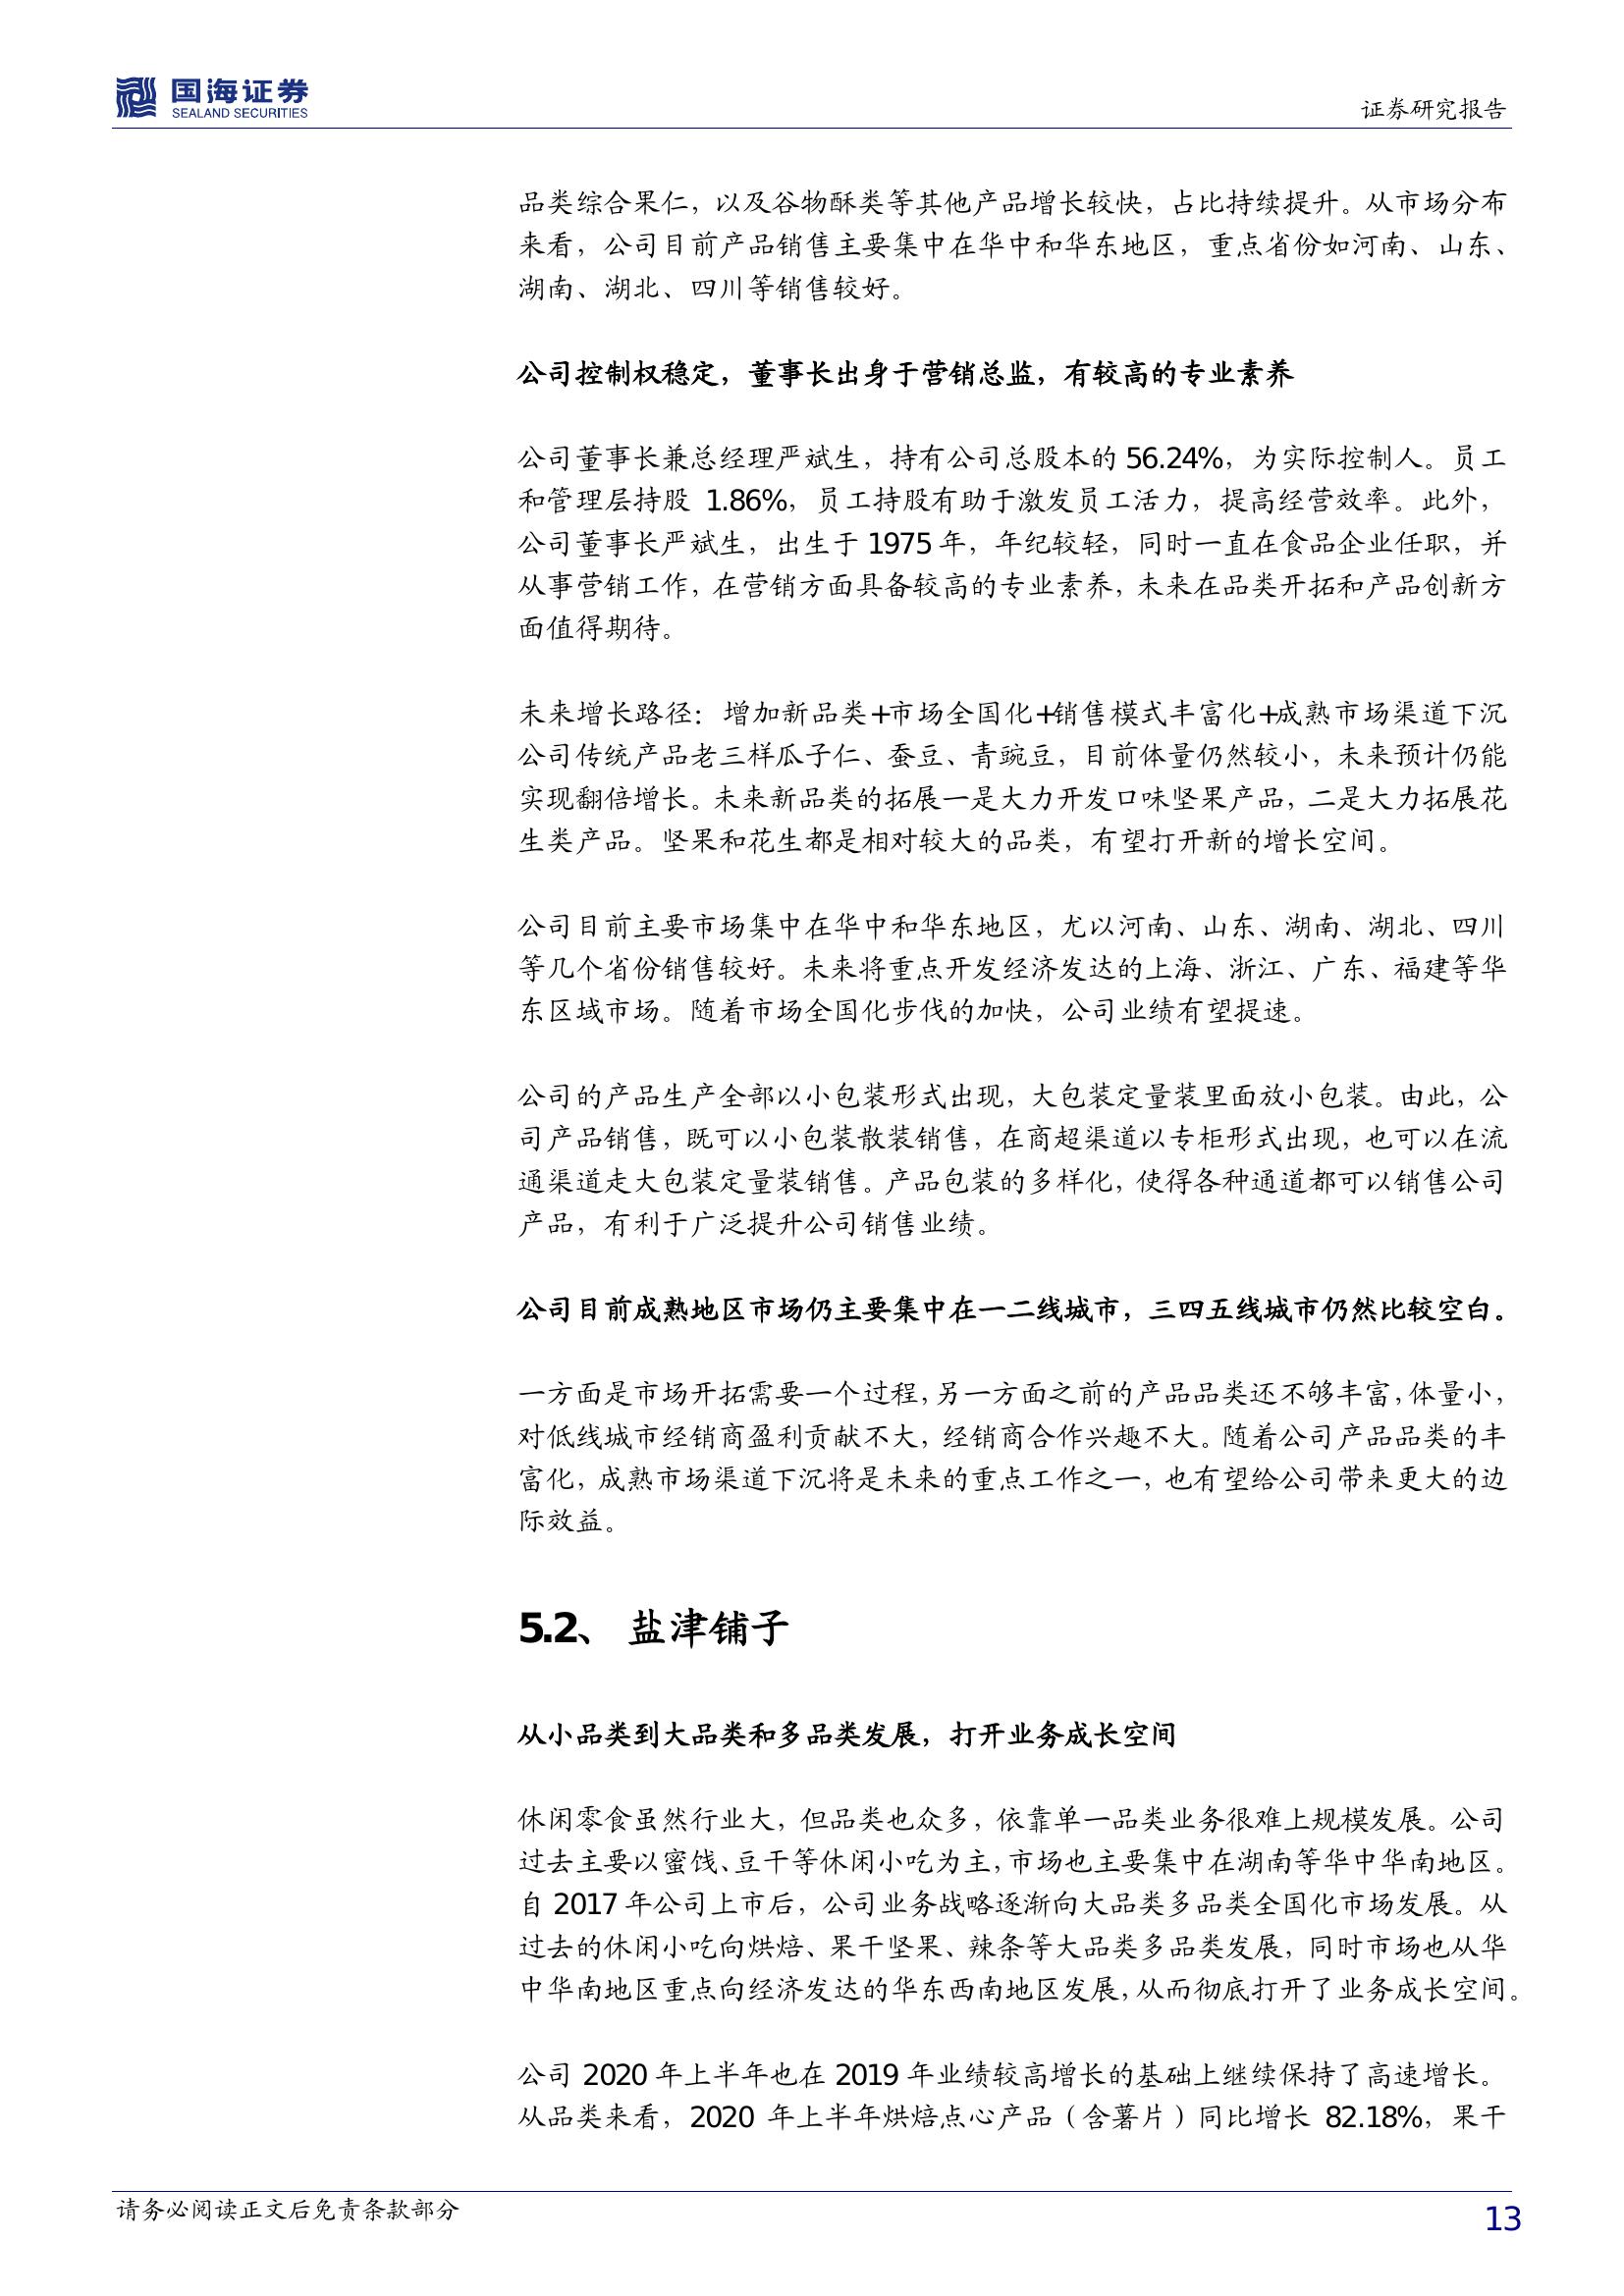 国海证券
SEALAND SECURITIES
证券研究报告
品类综合果仁，以及谷物酥类等其他产品增长较快，占比持续提升。从市场分布
来看，公司目前产品销售主要集中在华中和华东地区，重点省份如河南、山东、
湖南、湖北、四川等销售较好。
公司控制权稳定，董事长出身于营销总监，有较高的专业素养
公司董事长兼总经理严斌生，持有公司总股本的 56.24%，为实际控制人。员工
和管理层持股 1.86%，员工持股有助于激发员工活力，提高经营效率。此外，
公司董事长严斌生，出生于 1975 年，年纪较轻，同时一直在食品企业任职，并
从事营销工作，在营销方面具备较高的专业素养，未来在品类开拓和产品创新方
面值得期待。
未来增长路径：增加新品类+市场全国化+销售模式丰富化+成熟市场渠道下沉
公司传统产品老三样瓜子仁、蚕豆、青豌豆，目前体量仍然较小，未来预计仍能
实现翻倍增长。未来新品类的拓展一是大力开发口味坚果产品，二是大力拓展花
生类产品。坚果和花生都是相对较大的品类，有望打开新的增长空间。
公司目前主要市场集中在华中和华东地区，尤以河南、山东、湖南、湖北、四川
等几个省份销售较好。未来将重点开发经济发达的上海、浙江、广东、福建等华
东区域市场。随着市场全国化步伐的加快，公司业绩有望提速。
公司的产品生产全部以小包装形式出现，大包装定量装里面放小包装。由此，公
司产品销售，既可以小包装散装销售，在商超渠道以专柜形式出现，也可以在流
通渠道走大包装定量装销售。产品包装的多样化，使得各种通道都可以销售公司
产品，有利于广泛提升公司销售业绩。
公司目前成熟地区市场仍主要集中在一二线城市，三四五线城市仍然比较空白。
一方面是市场开拓需要一个过程，另一方面之前的产品品类还不够丰富，体量小，
对低线城市经销商盈利贡献不大，经销商合作兴趣不大。随着公司产品品类的丰
富化，成熟市场渠道下沉将是未来的重点工作之一，也有望给公司带来更大的边
际效益。
5.2、 盐津铺子
从小品类到大品类和多品类发展，打开业务成长空间
休闲零食虽然行业大，但品类也众多，依靠单一品类业务很难上规模发展。公司
过去主要以蜜饯、豆干等休闲小吃为主，市场也主要集中在湖南等华中华南地区。
自 2017 年公司上市后，公司业务战略逐渐向大品类多品类全国化市场发展。从
过去的休闲小吃向烘焙、果干坚果、辣条等大品类多品类发展，同时市场也从华
中华南地区重点向经济发达的华东西南地区发展，从而彻底打开了业务成长空间。
公司 2020 年上半年也在 2019 年业绩较高增长的基础上继续保持了高速增长。
从品类来看，2020 年上半年烘焙点心产品（含薯片）同比增长 82.18%，果干
请务必阅读正文后免责条款部分
13